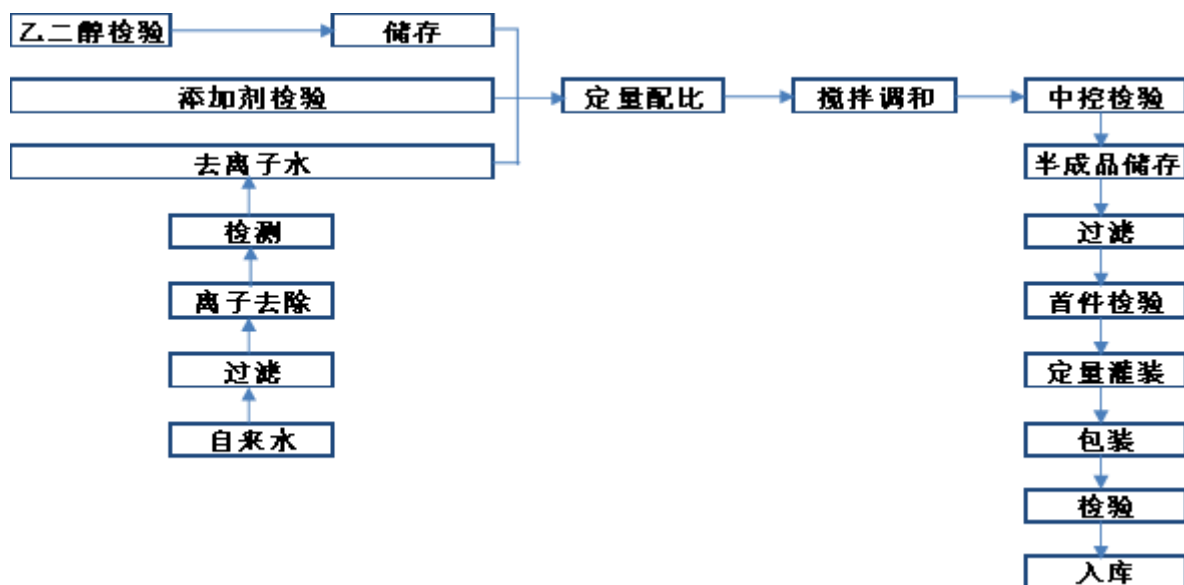 乙二醇检验
储存
添加剂检验
定量配比
搅拌调和
中控检验
去离子水
半成品储存
检测
过滤
离子去除
首件检验
过滤
定量灌装
自来水
包装
检验
入库